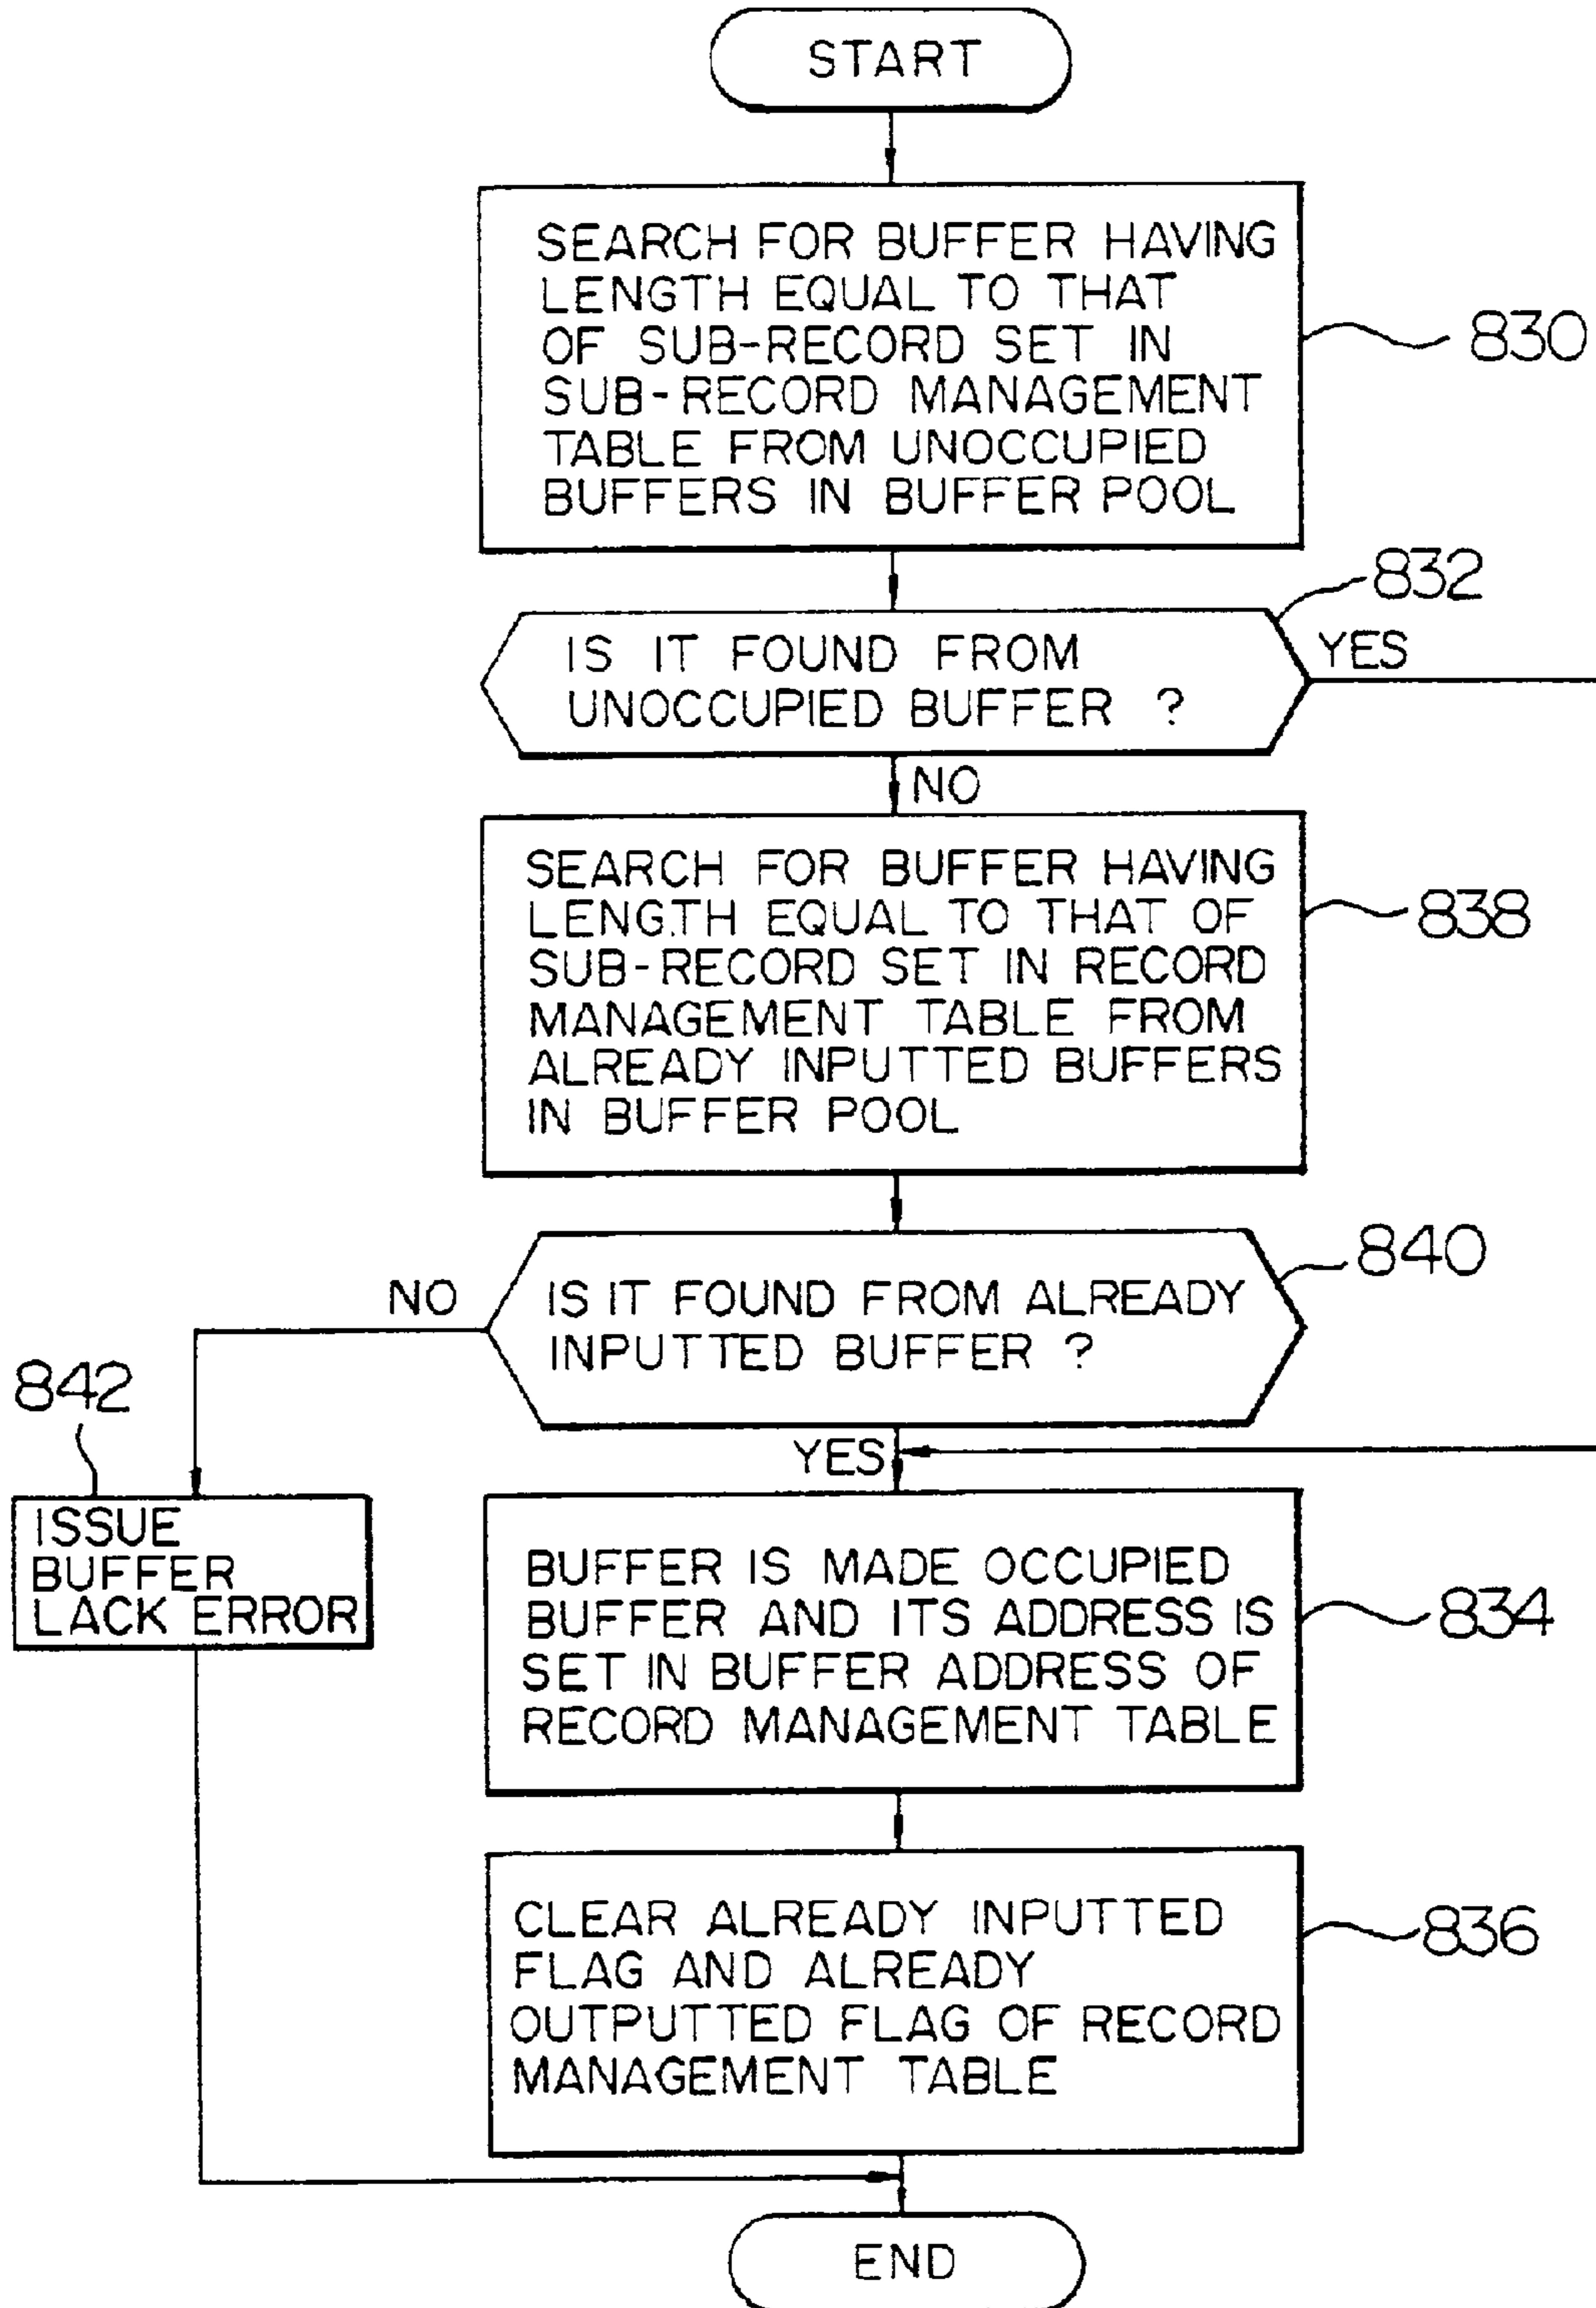 START
SEARCH FOR BUFFER HAVING
LENGTH EQUAL TO THAT
OF SUB-RECORD SET IN
SUB-RECORD MANAGEMENT
TABLE FROM UNOCCUPIED
BUFFERS IN BUFFER POOL
830
832
IS IT FOUND FROM
UNOCCUPIED BUFFER ?
YES
NO
SEARCH FOR BUFFER HAVING
LENGTH EQUAL TO THAT OF
SUB-RECORD SET IN RECORD
MANAGEMENT TABLE FROM
ALREADY INPUTTED BUFFERS
IN BUFFER POOL
838
840
NO
IS IT FOUND FROM ALREADY
INPUTTED BUFFER ?
842
YES
ISSUE
BUFFER
LACK ERROR
BUFFER IS MADE OCCUPIED
BUFFER AND ITS ADDRESS IS
SET IN BUFFER ADDRESS OF
RECORD MANAGEMENT TABLE
834
CLEAR ALREADY INPUTTED
FLAG AND ALREADY
OUTPUTTED FLAG OF RECORD
MANAGEMENT TABLE
836
END